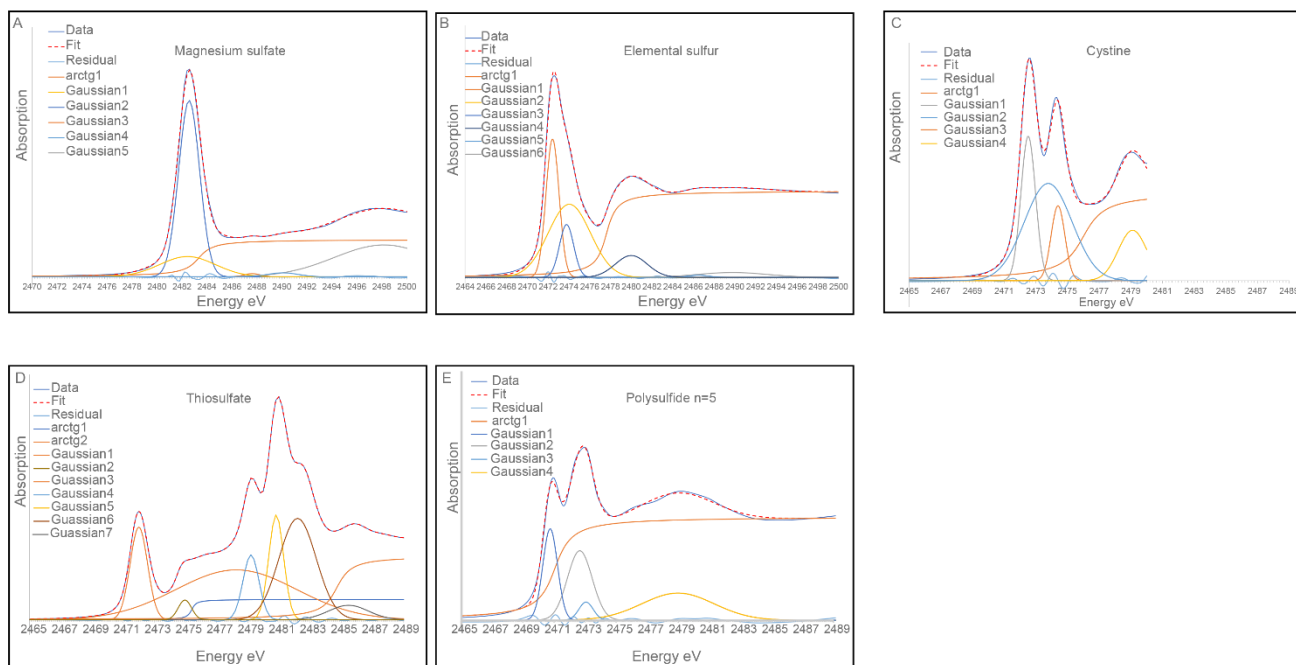 A
Magnesium sulfate
Data
Fit
Residual
arctg1
Gaussian1
Gaussian2
Gaussian3
Gaussian4
Gaussian5
Absorption
2470 2472 2474 2476 2480 2482 2484 2486 2488 2490 2492 2494 2496 2498 2500
Energy eV
B
Elemental sulfur
Data
Fit
Residual
arctg1
Gaussian1
Gaussian2
Gaussian3
Gaussian4
Gaussian5
Gaussian6
Absorption
2464 2466 2468 2470 2472 2474 2476 2478 2480 2482 2484 2486 2488 2490 2492 2494 2496 2498 2500
Energy eV
C
Cystine
Data
Fit
Residual
arctg1
Gaussian1
Gaussian2
Gaussian3
Gaussian4
Absorption
2465 2467 2469 2471 2473 2475 2477 2479 2481 2483 2485 2487 2489
Energy eV
D
Thiosulfate
Data
Fit
Residual
arctg1
arctg2
Gaussian1
Gaussian2
Guassian3
Gaussian4
Gaussian5
Guassian6
Guassian7
Absorption
2465 2467 2469 2471 2473 2475 2477 2479 2481 2483 2485 2487 2489
Energy eV
E
Polysulfide n=5
Data
Fit
Residual
arctg1
Gaussian1
Gaussian2
Gaussian3
Gaussian4
Absorption
2465 2467 2469 2471 2473 2475 2477 2479 2481 2483 2485 2487 2489
Energy eV